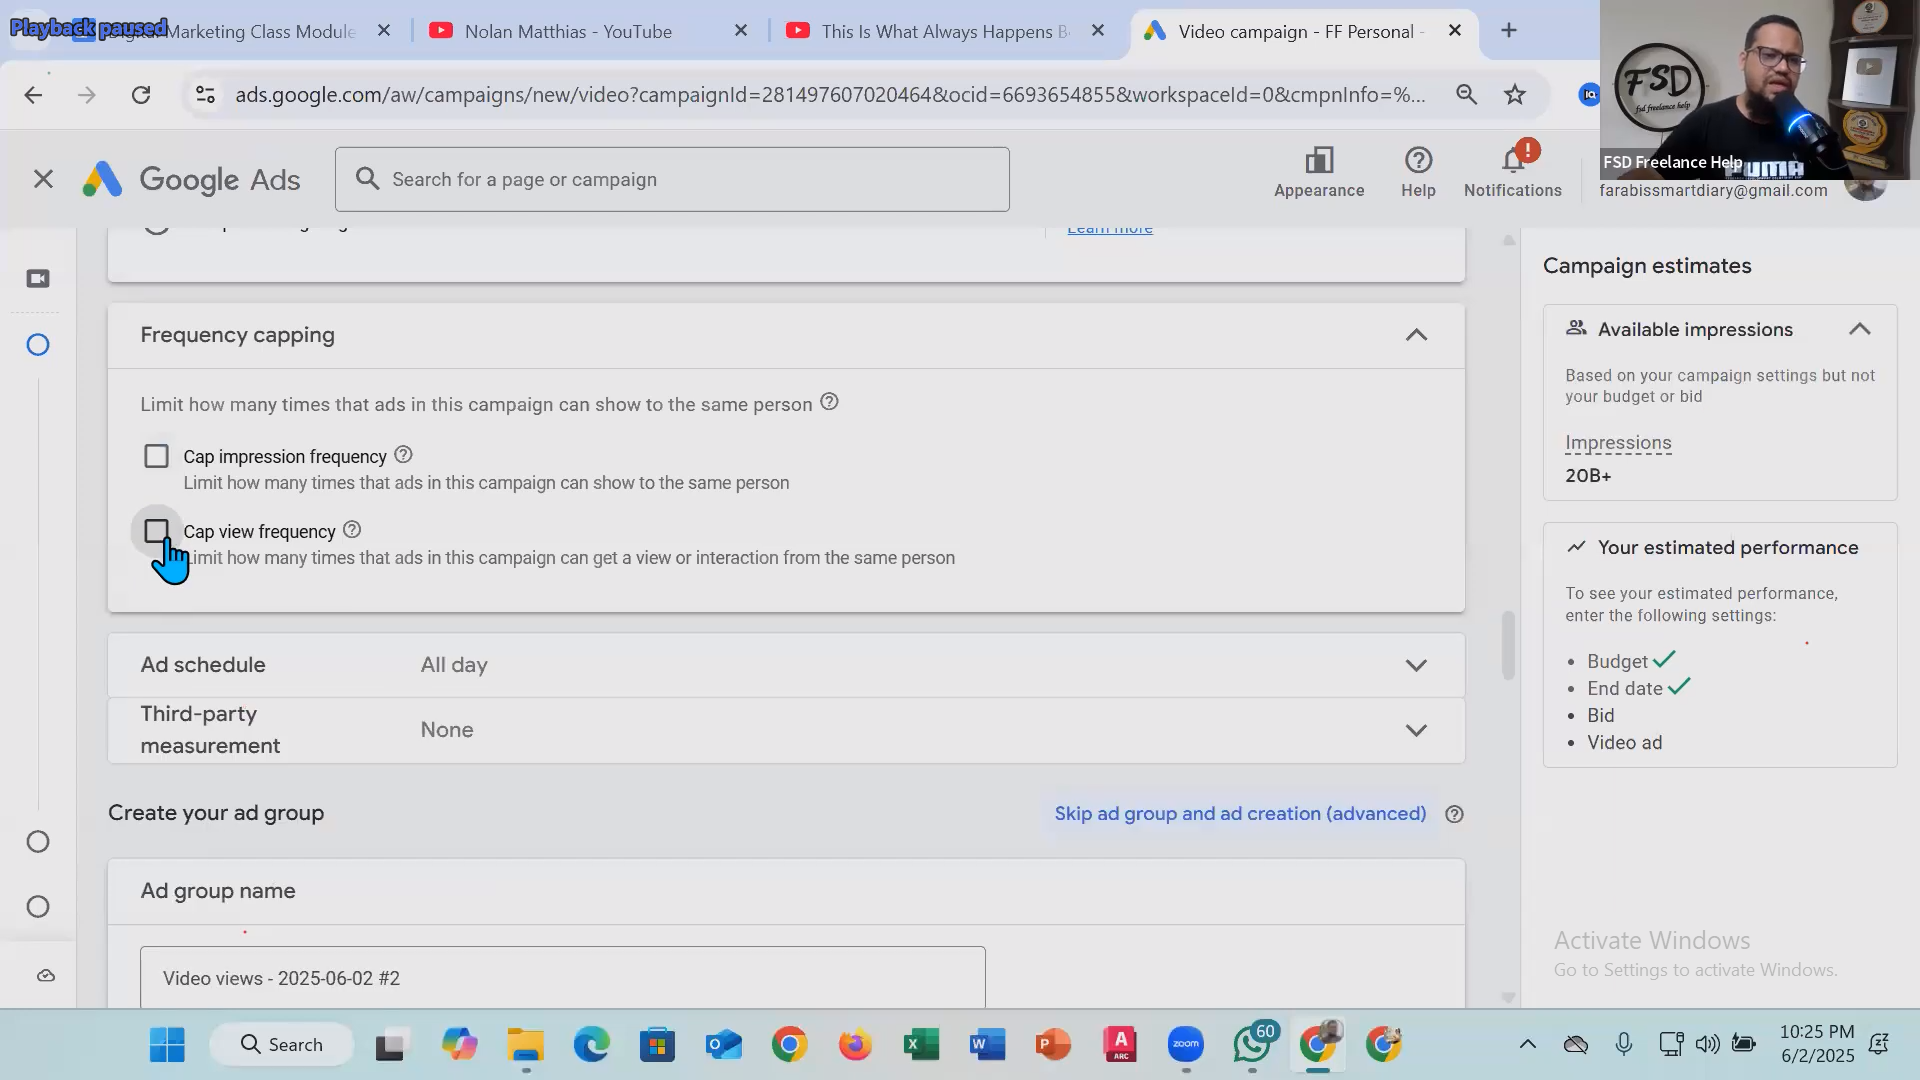 Playback paused
Digital Marketing Class Module
Nolan Matthias - YouTube
This Is What Always Happens B
Video campaign - FF Personal -
ads.google.com/aw/campaigns/new/video?campaignId=281497607020464&ocid=6693654855&workspaceId=0&cmpnInfo=%...
FSD
fsd freelance help
FSD Freelance Help
PUMA
Google Ads
Search for a page or campaign
Appearance
Help
Notifications
farabissmartdiary@gmail.com
Learn more
Frequency capping
Limit how many times that ads in this campaign can show to the same person
Cap impression frequency
Limit how many times that ads in this campaign can show to the same person
Cap view frequency
Limit how many times that ads in this campaign can get a view or interaction from the same person
Ad schedule
All day
Third-party
measurement
None
Create your ad group
Skip ad group and ad creation (advanced)
Ad group name
Video views - 2025-06-02 #2
Campaign estimates
Available impressions
Based on your campaign settings but not
your budget or bid
Impressions
20B+
Your estimated performance
To see your estimated performance,
enter the following settings:
• Budget
• End date
• Bid
• Video ad
Activate Windows
Go to Settings to activate Windows.
Search
zoom
60
ARC
10:25 PM
6/2/2025